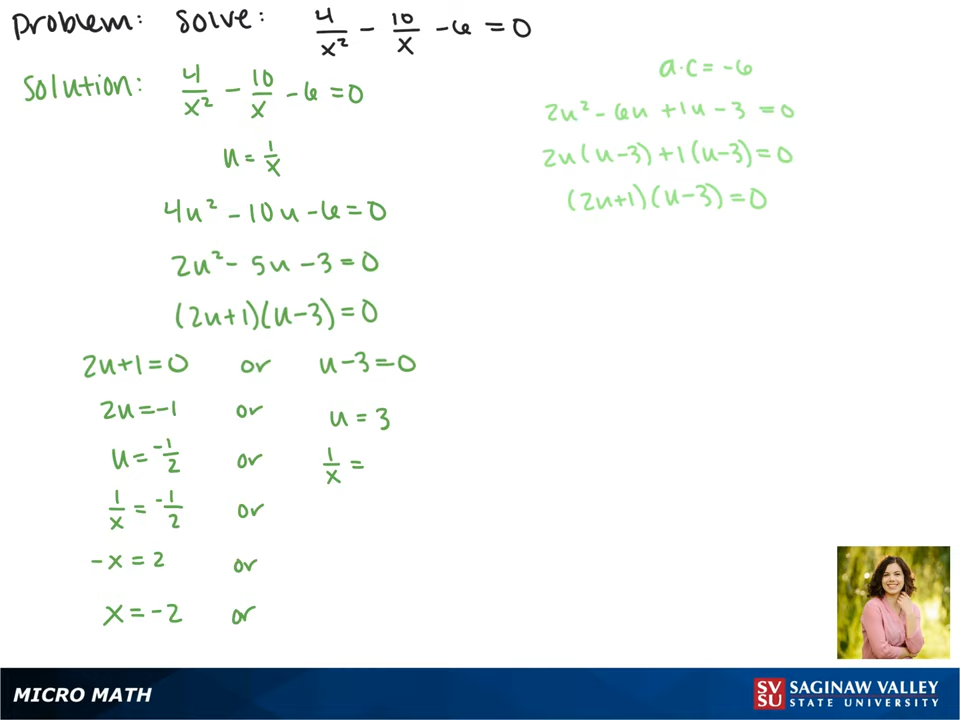 Problem: Solve: 4/x² - 10/x - 6 = 0
Solution: 4/x² - 10/x - 6 = 0
u = 1/x
4u² - 10u - 6 = 0
2u² - 5u - 3 = 0
(2u+1)(u-3) = 0
2u+1 = 0 or u-3 = 0
2u = -1 or u = 3
u = -1/2 or 1/x =
1/x = -1/2 or
-x = 2 or
x = -2 or
a·c = -6
2u² - 6u + 1u - 3 = 0
2u(u-3) + 1(u-3) = 0
(2u+1)(u-3) = 0
MICRO MATH
SV SU SAGINAW VALLEY
STATE UNIVERSITY